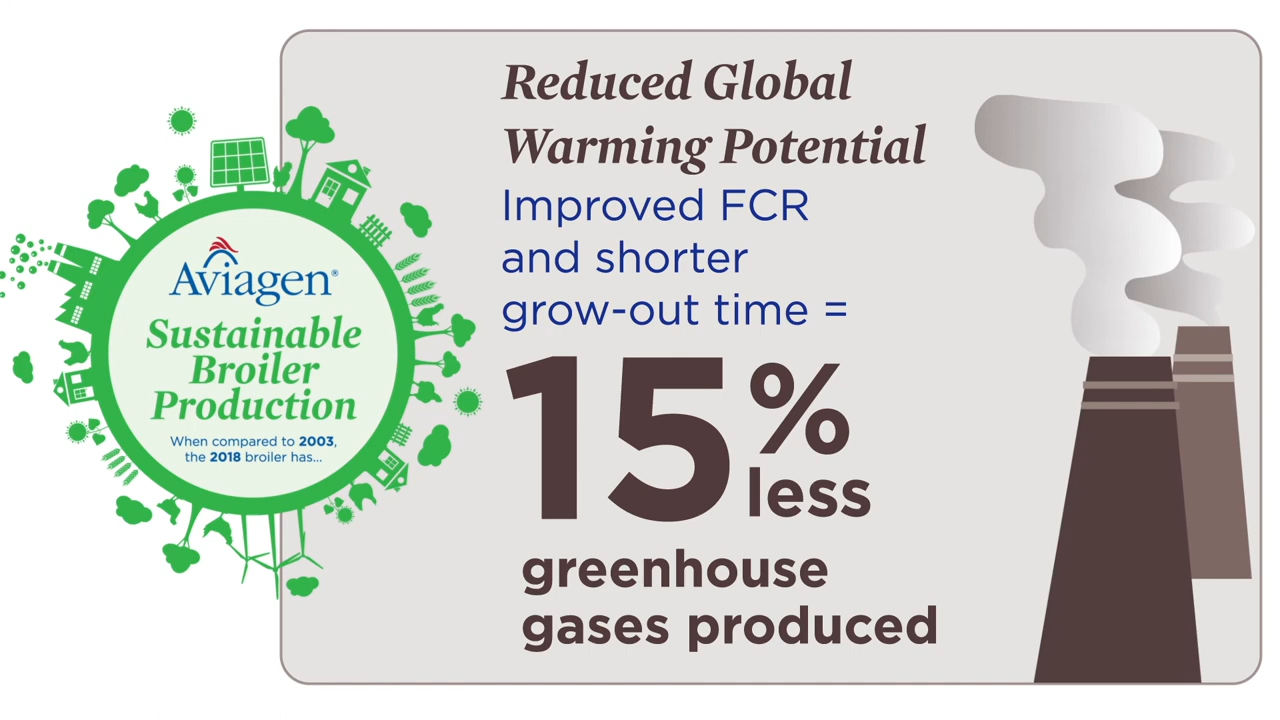 Aviagen®
Sustainable
Broiler
Production
When compared to 2003,
the 2018 broiler has...
Reduced Global
Warming Potential
Improved FCR
and shorter
grow-out time =
15%
less
greenhouse
gases produced